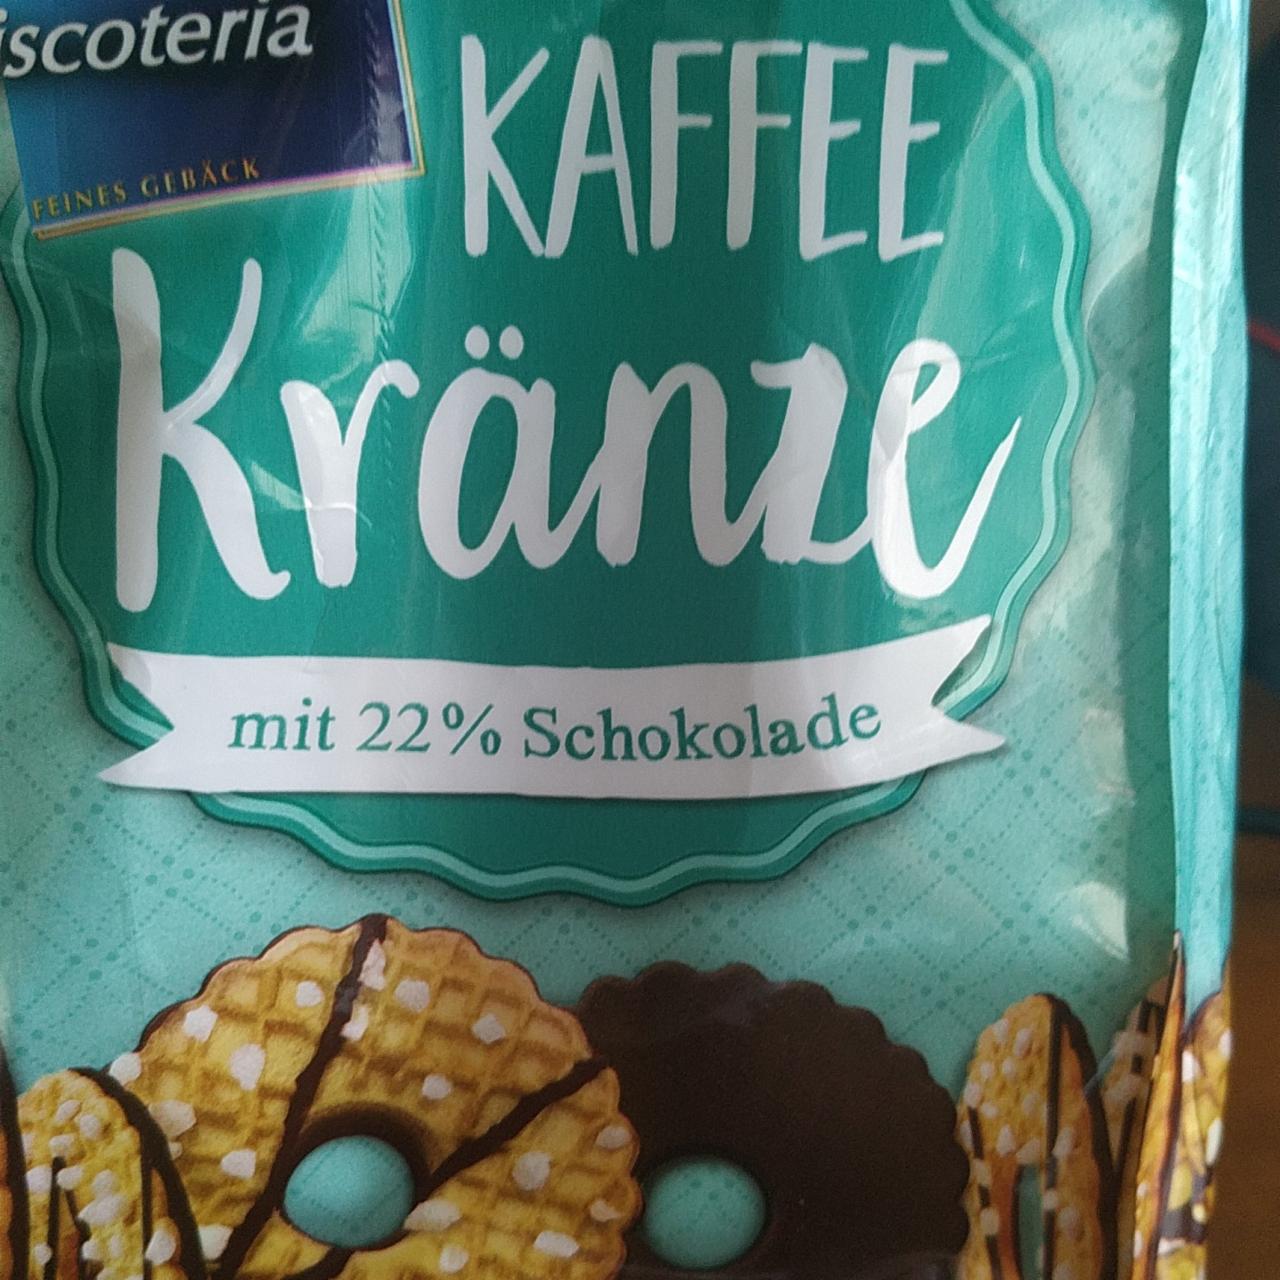 iscoteria
FEINES GEBÄCK
KAFFEE
Kränze
mit 22% Schokolade